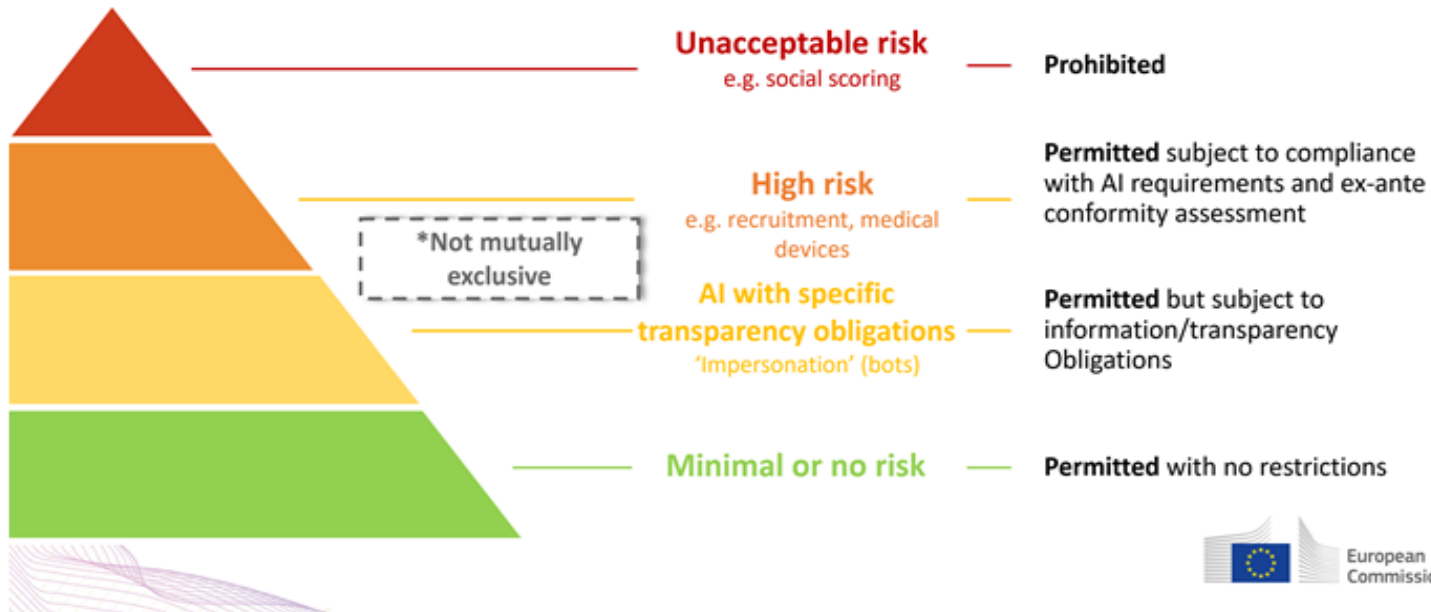 Unacceptable risk
e.g. social scoring
Prohibited
High risk
e.g. recruitment, medical
devices
Permitted subject to compliance
with AI requirements and ex-ante
conformity assessment
*Not mutually
exclusive
AI with specific
transparency obligations
'Impersonation' (bots)
Permitted but subject to
information/transparency
Obligations
Minimal or no risk
Permitted with no restrictions
European
Commissi